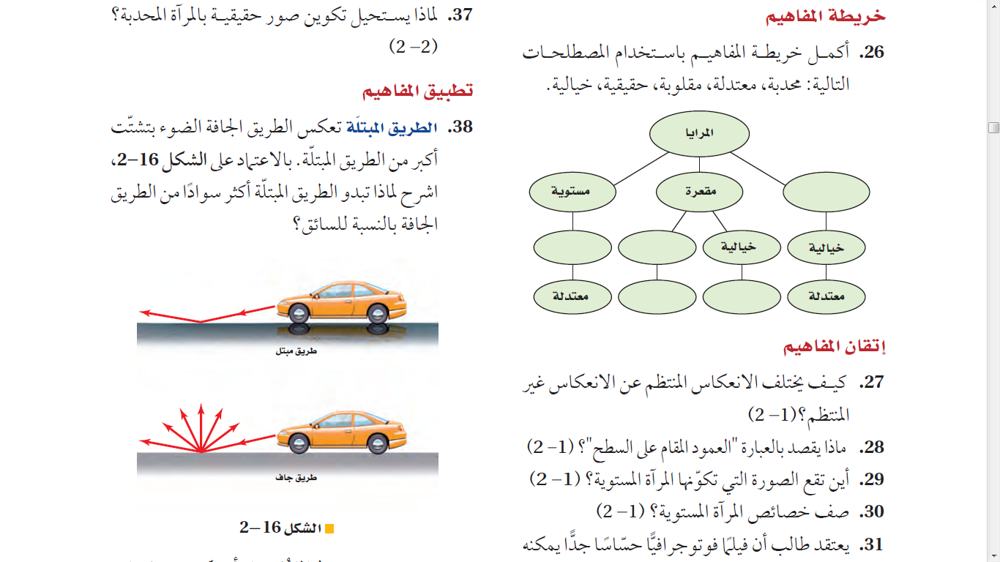 خريطة المفاهيم
26. أكمل خريطة المفاهيم باستخدام المصطلحات
التالية: محدبة، معتدلة، مقلوبة، حقيقية، خيالية.
المرايا
مقعرة
مستوية
خيالية
خيالية
معتدلة
معتدلة
إتقان المفاهيم
27. كيف يختلف الانعكاس المنتظم عن الانعكاس غير
المنتظم؟ (1–2)
28. ماذا يقصد بالعبارة "العمود المقام على السطح"؟ (1–2)
29. أين تقع الصورة التي تكوّنها المرآة المستوية؟ (1–2)
30. صف خصائص المرآة المستوية؟ (1–2)
31. يعتقد طالب أن فيلمًا فوتوجرافيًّا حسّاسًا جدًّا يمكنه
37. لماذا يستحيل تكوين صور حقيقية بالمرآة المحدبة؟
(2–2)
تطبيق المفاهيم
38. الطريق المبتلّة تعكس الطريق الجافة الضوء بتشتّت
أكبر من الطريق المبتلّة. بالاعتماد على الشكل 16–2،
اشرح لماذا تبدو الطريق المبتلّة أكثر سوادًا من الطريق
الجافة بالنسبة للسائق؟
طريق مبتل
طريق جاف
الشكل 16–2